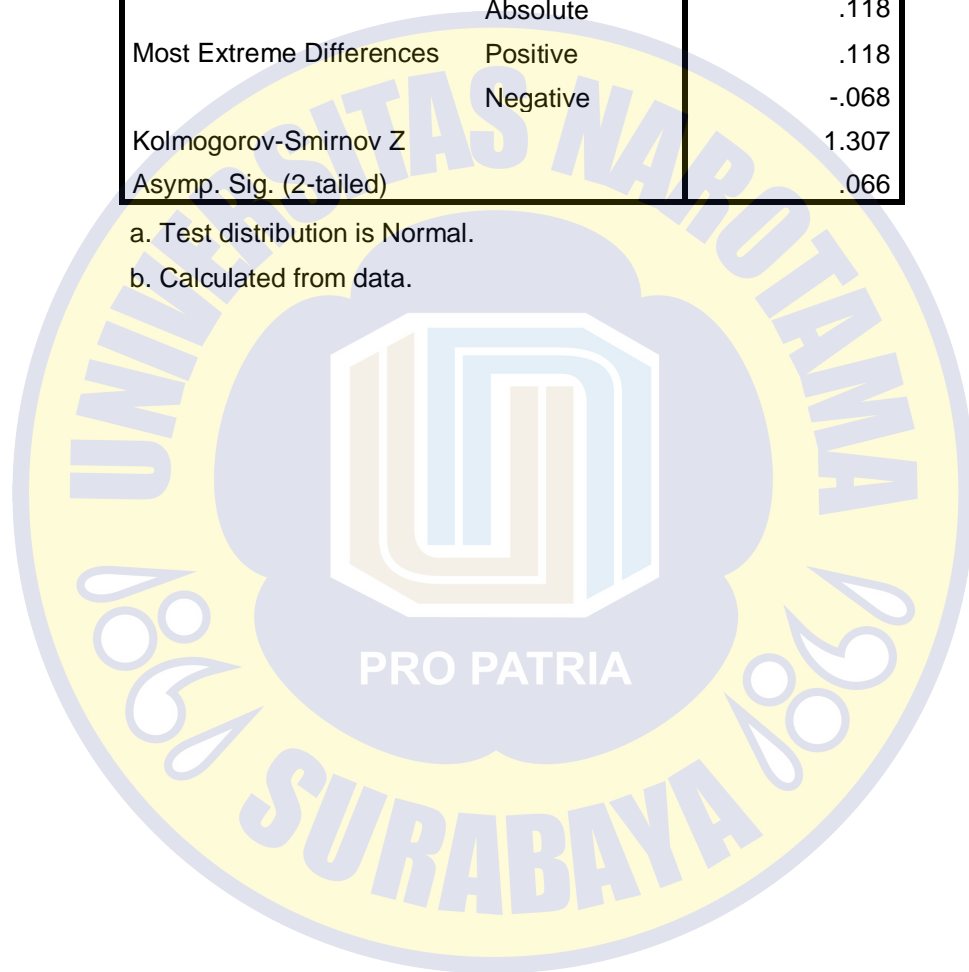 Absolute .118
Most Extreme Differences Positive .118
Negative -.068
Kolmogorov-Smirnov Z 1.307
Asymp. Sig. (2-tailed) .066
a. Test distribution is Normal.
b. Calculated from data.
UNIVERSITAS NAROTAMA
PRO PATRIA
SURABAYA